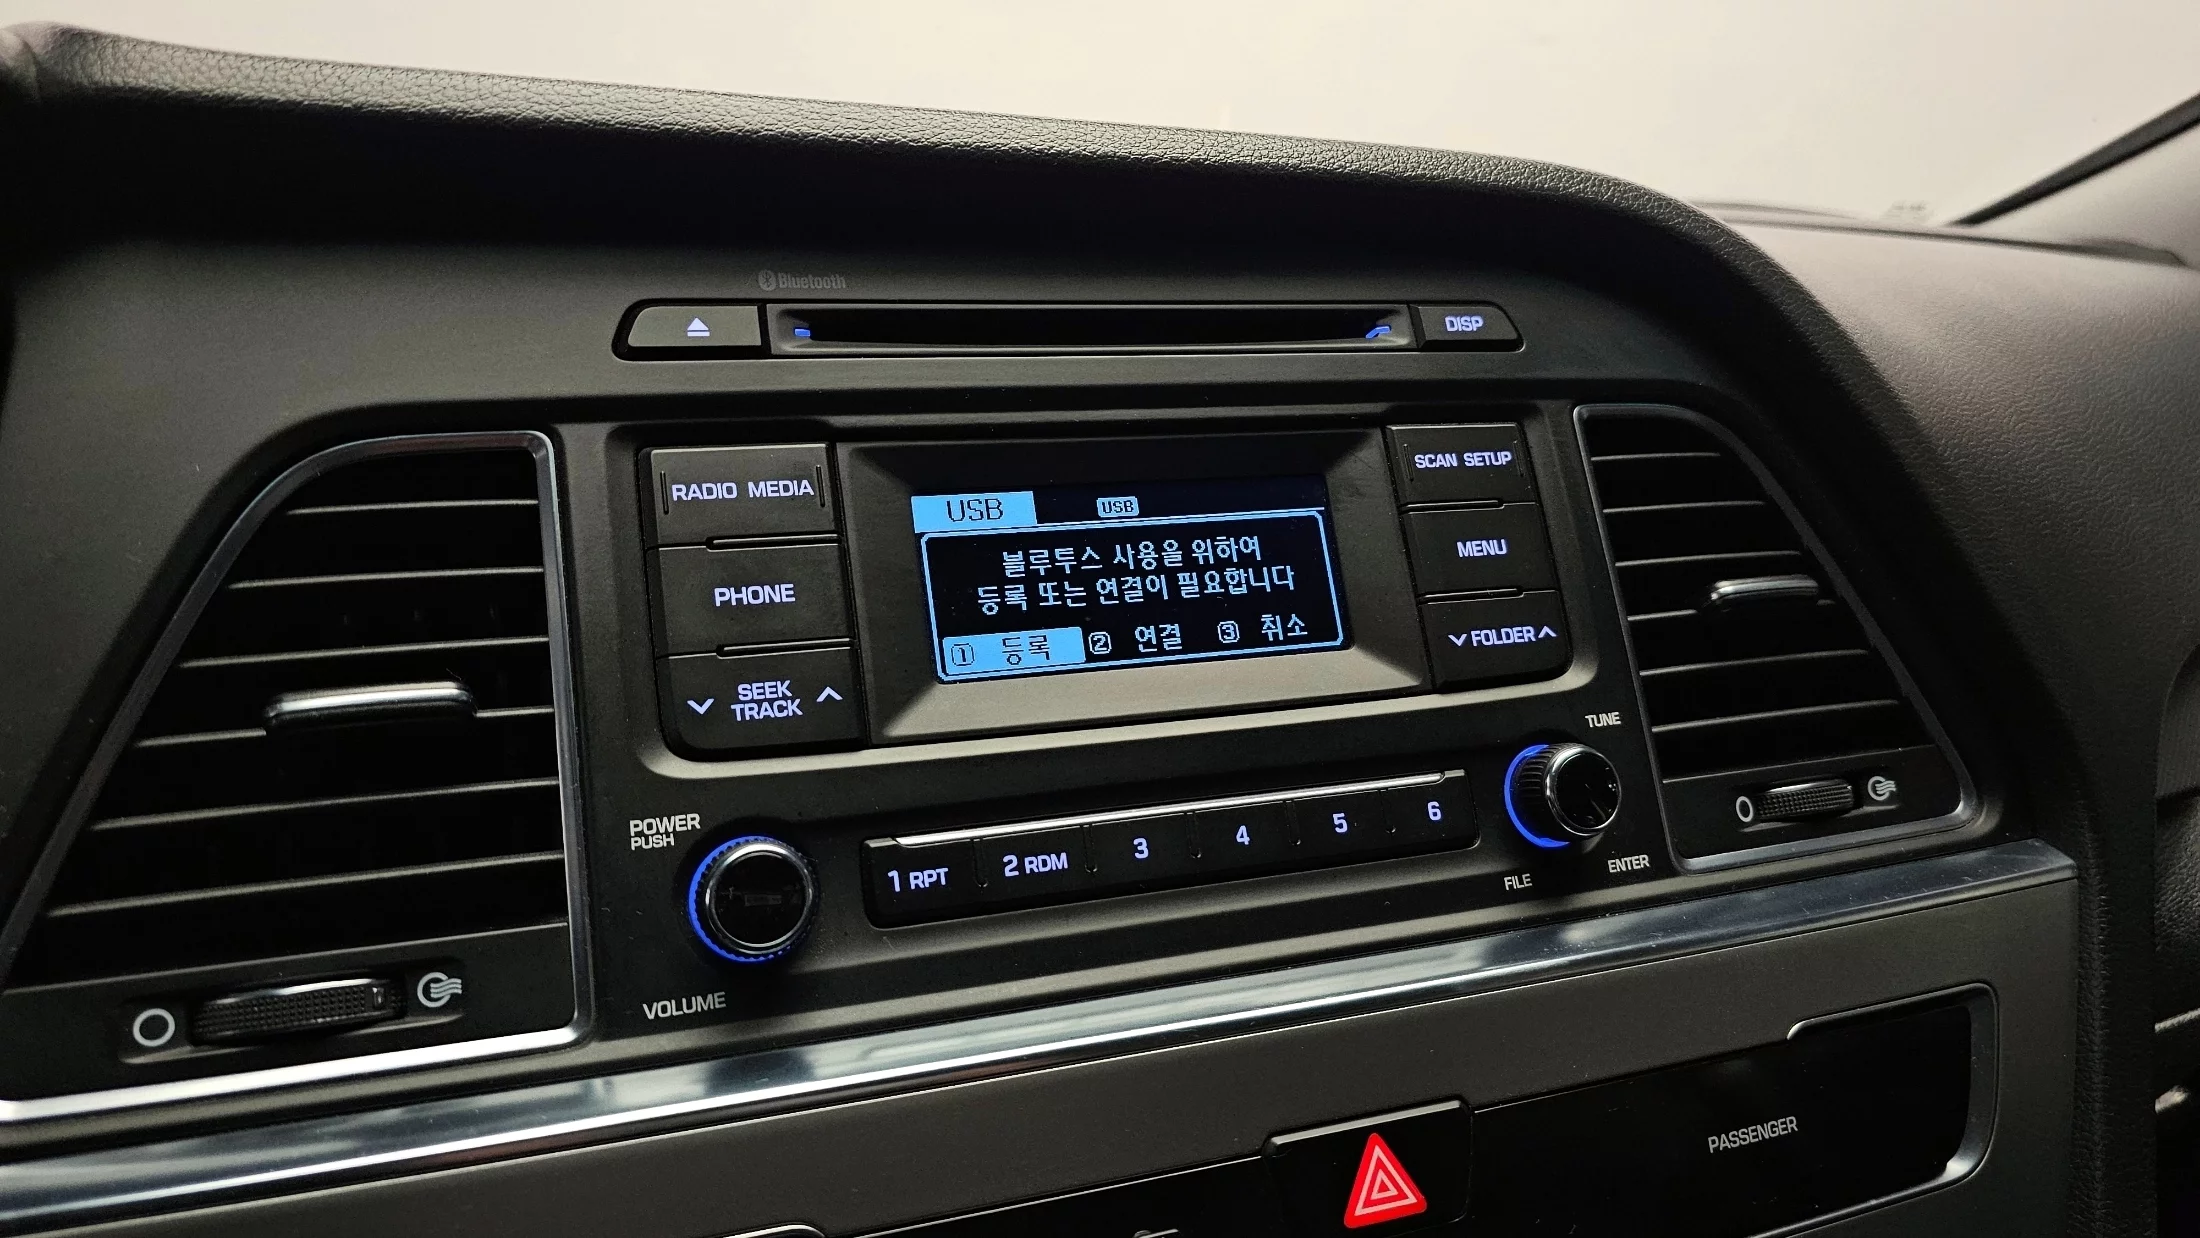 Bluetooth
DISP
RADIO MEDIA
SCAN SETUP
USB USB
블루투스 사용을 위하여
등록 또는 연결이 필요합니다
1 등록 2 연결 3 취소
PHONE
MENU
SEEK
TRACK
FOLDER
TUNE
POWER
PUSH
1 RPT 2 RDM 3 4 5 6
FILE
ENTER
VOLUME
PASSENGER